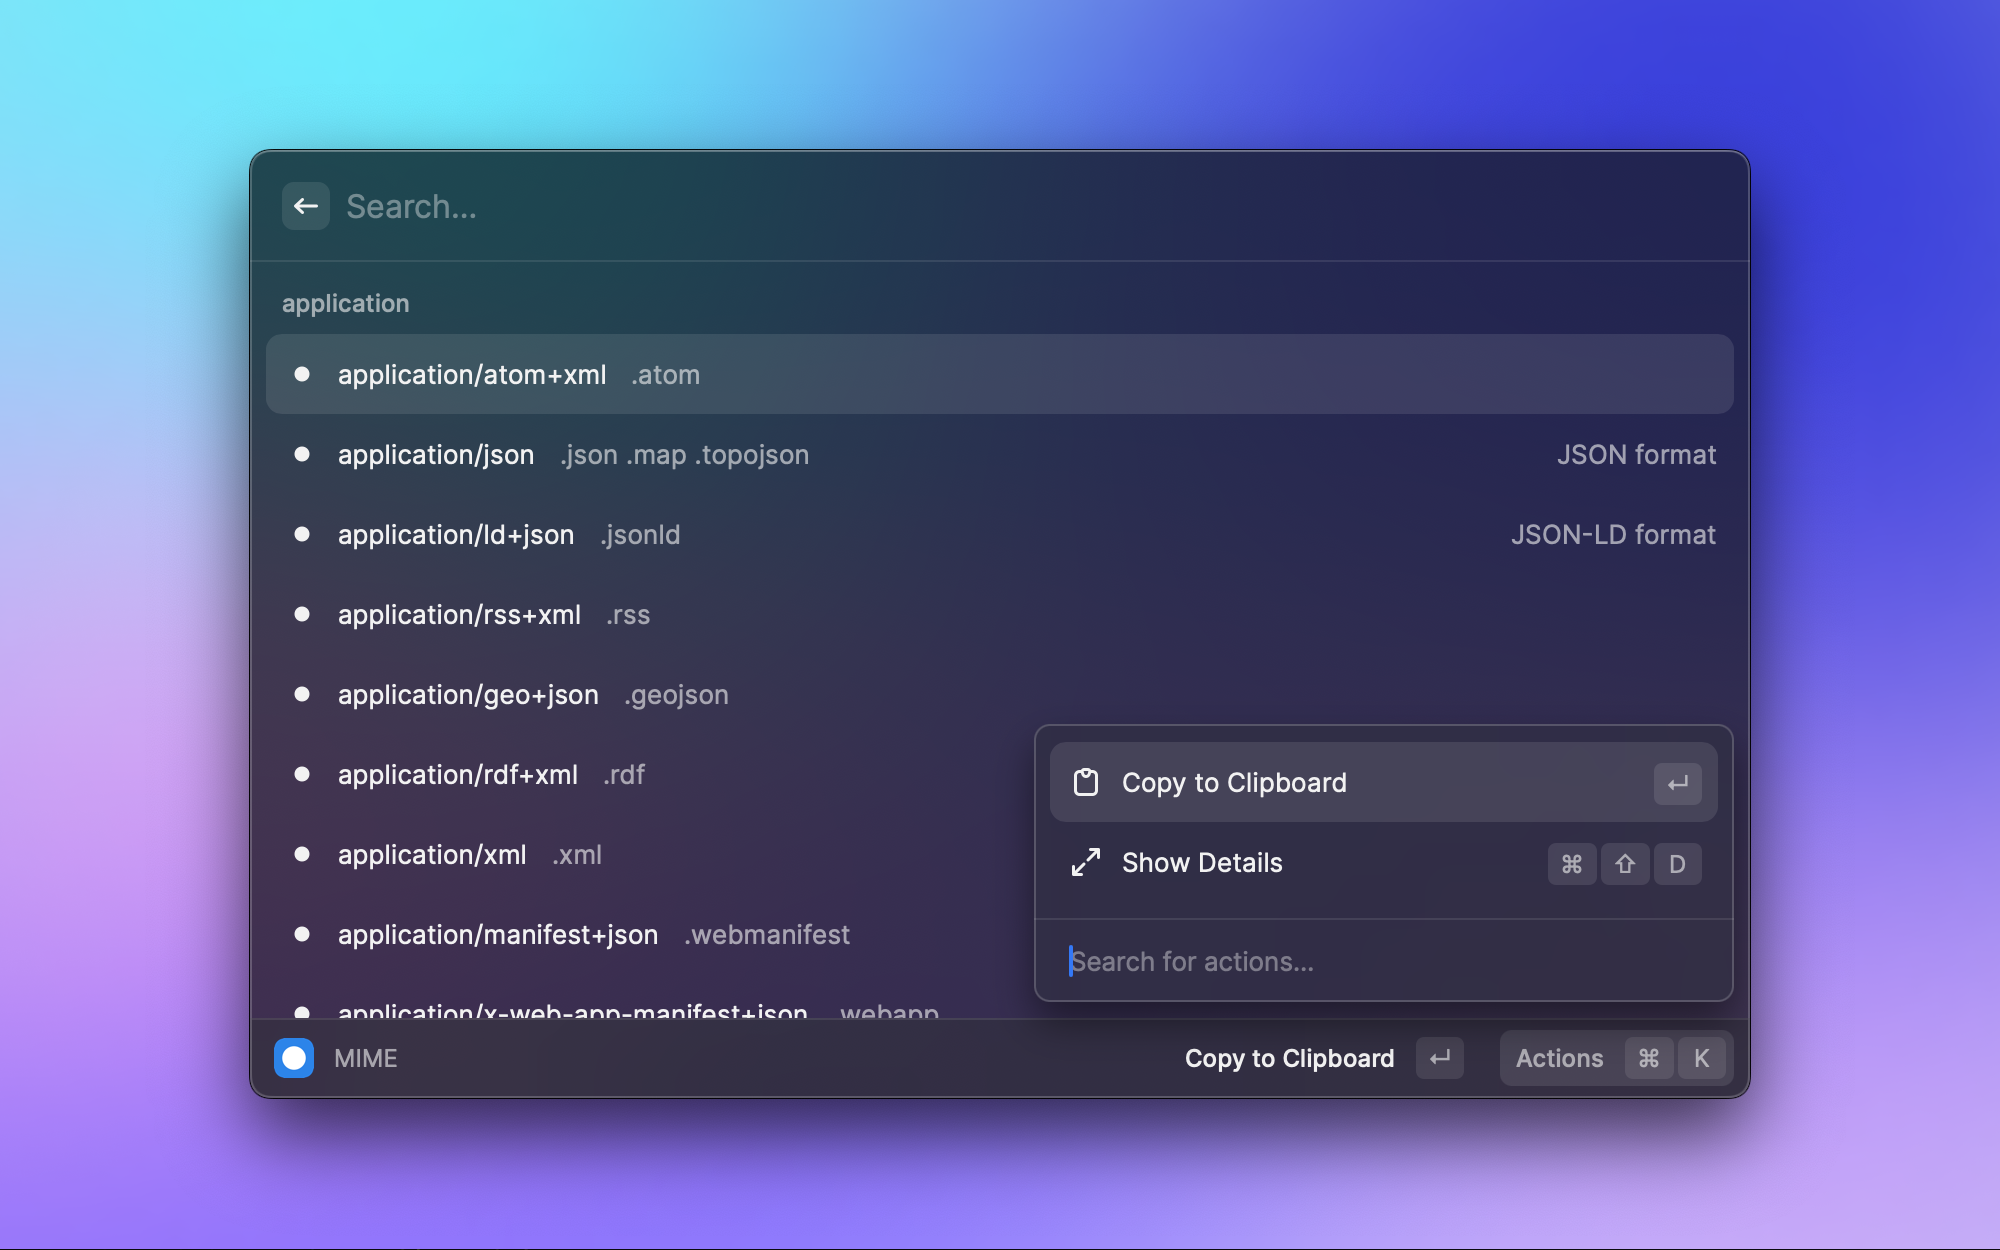 Search...
application
application/atom+xml .atom
application/json .json .map .topojson JSON format
application/ld+json .jsonld JSON-LD format
application/rss+xml .rss
application/geo+json .geojson
application/rdf+xml .rdf
application/xml .xml
application/manifest+json .webmanifest
application/x-web-app-manifest+json .webapp
Copy to Clipboard ↵
Show Details ⌘ ⇧ D
Search for actions...
MIME Copy to Clipboard ↵ Actions ⌘ K